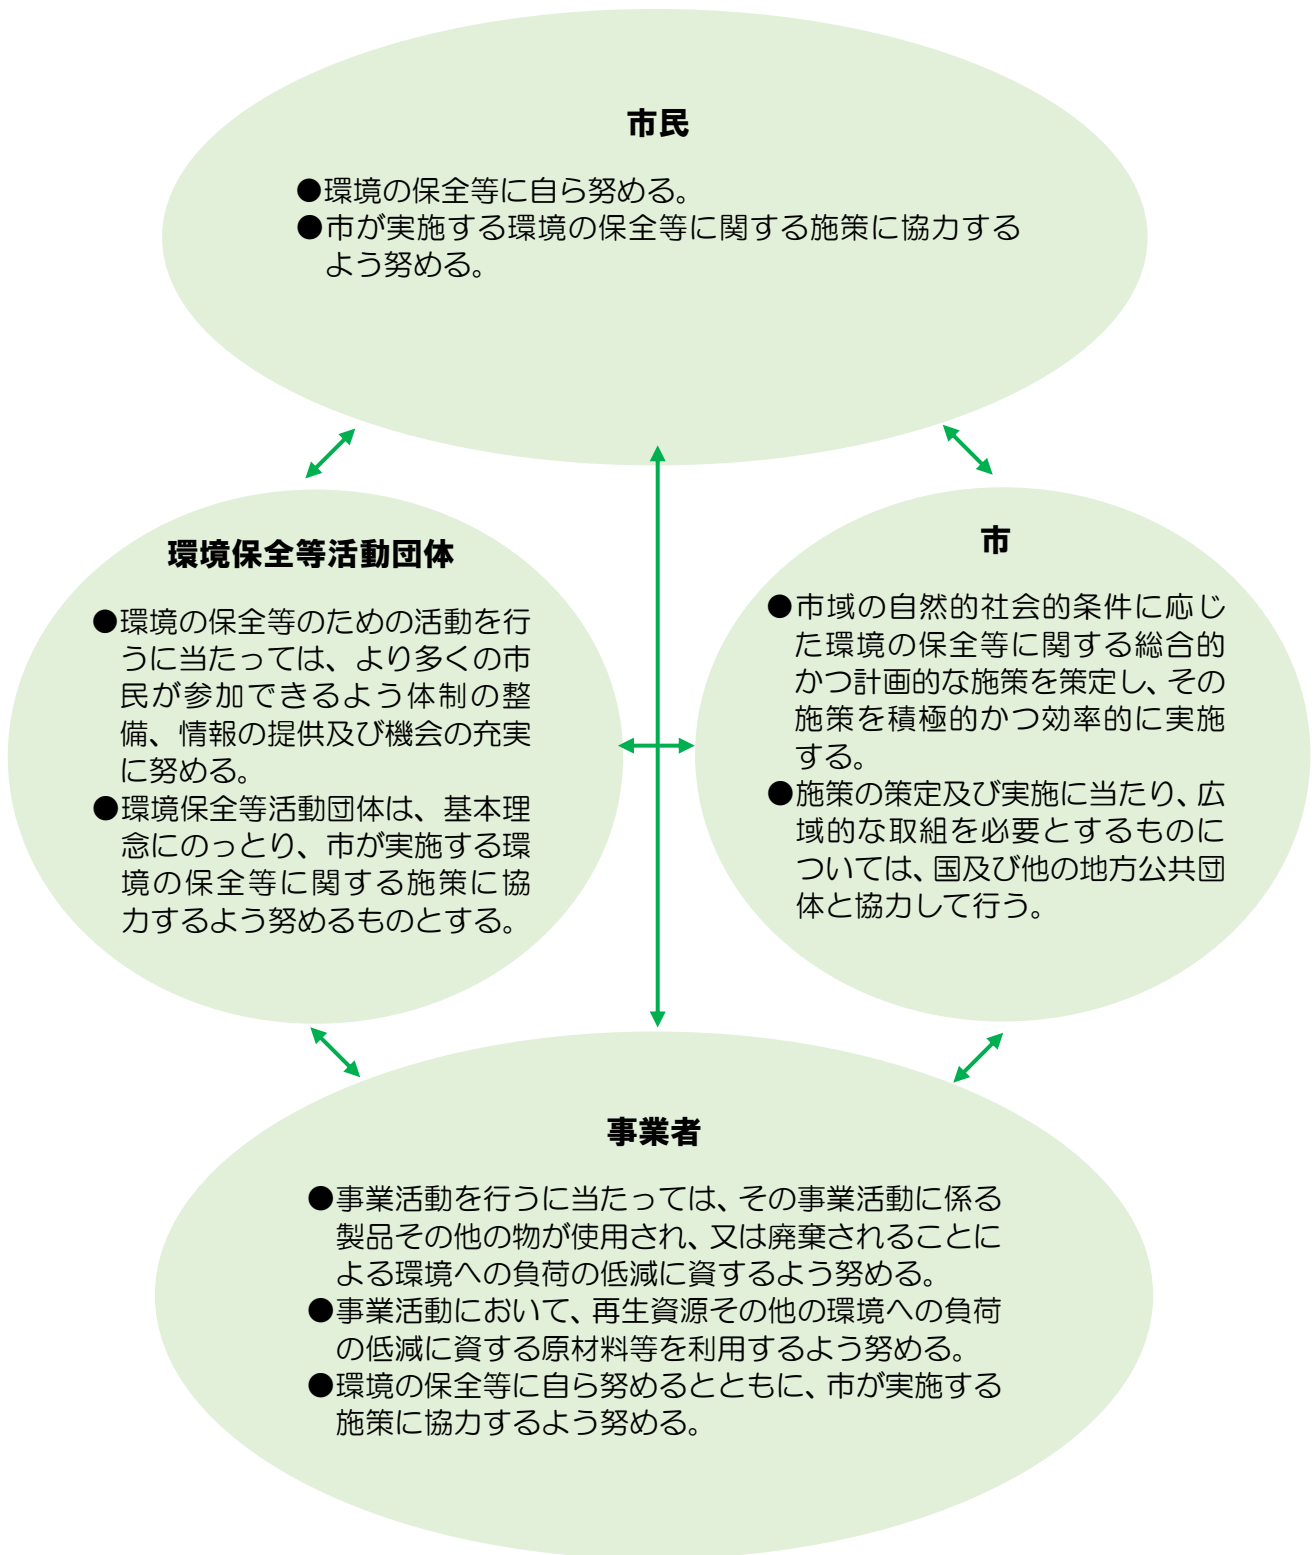 市民
●環境の保全等に自ら努める。
●市が実施する環境の保全等に関する施策に協力する
よう努める。
環境保全等活動団体
●環境の保全等のための活動を行
うに当たっては、より多くの市
民が参加できるよう体制の整
備、情報の提供及び機会の充実
に努める。
●環境保全等活動団体は、基本理
念にのっとり、市が実施する環
境の保全等に関する施策に協
力するよう努めるものとする。
市
●市域の自然的社会的条件に応じ
た環境の保全等に関する総合的
かつ計画的な施策を策定し、その
施策を積極的かつ効率的に実施
する。
●施策の策定及び実施に当たり、広
域的な取組を必要とするものに
ついては、国及び他の地方公共団
体と協力して行う。
事業者
●事業活動を行うに当たっては、その事業活動に係る
製品その他の物が使用され、又は廃棄されることに
よる環境への負荷の低減に資するよう努める。
●事業活動において、再生資源その他の環境への負荷
の低減に資する原材料等を利用するよう努める。
●環境の保全等に自ら努めるとともに、市が実施する
施策に協力するよう努める。